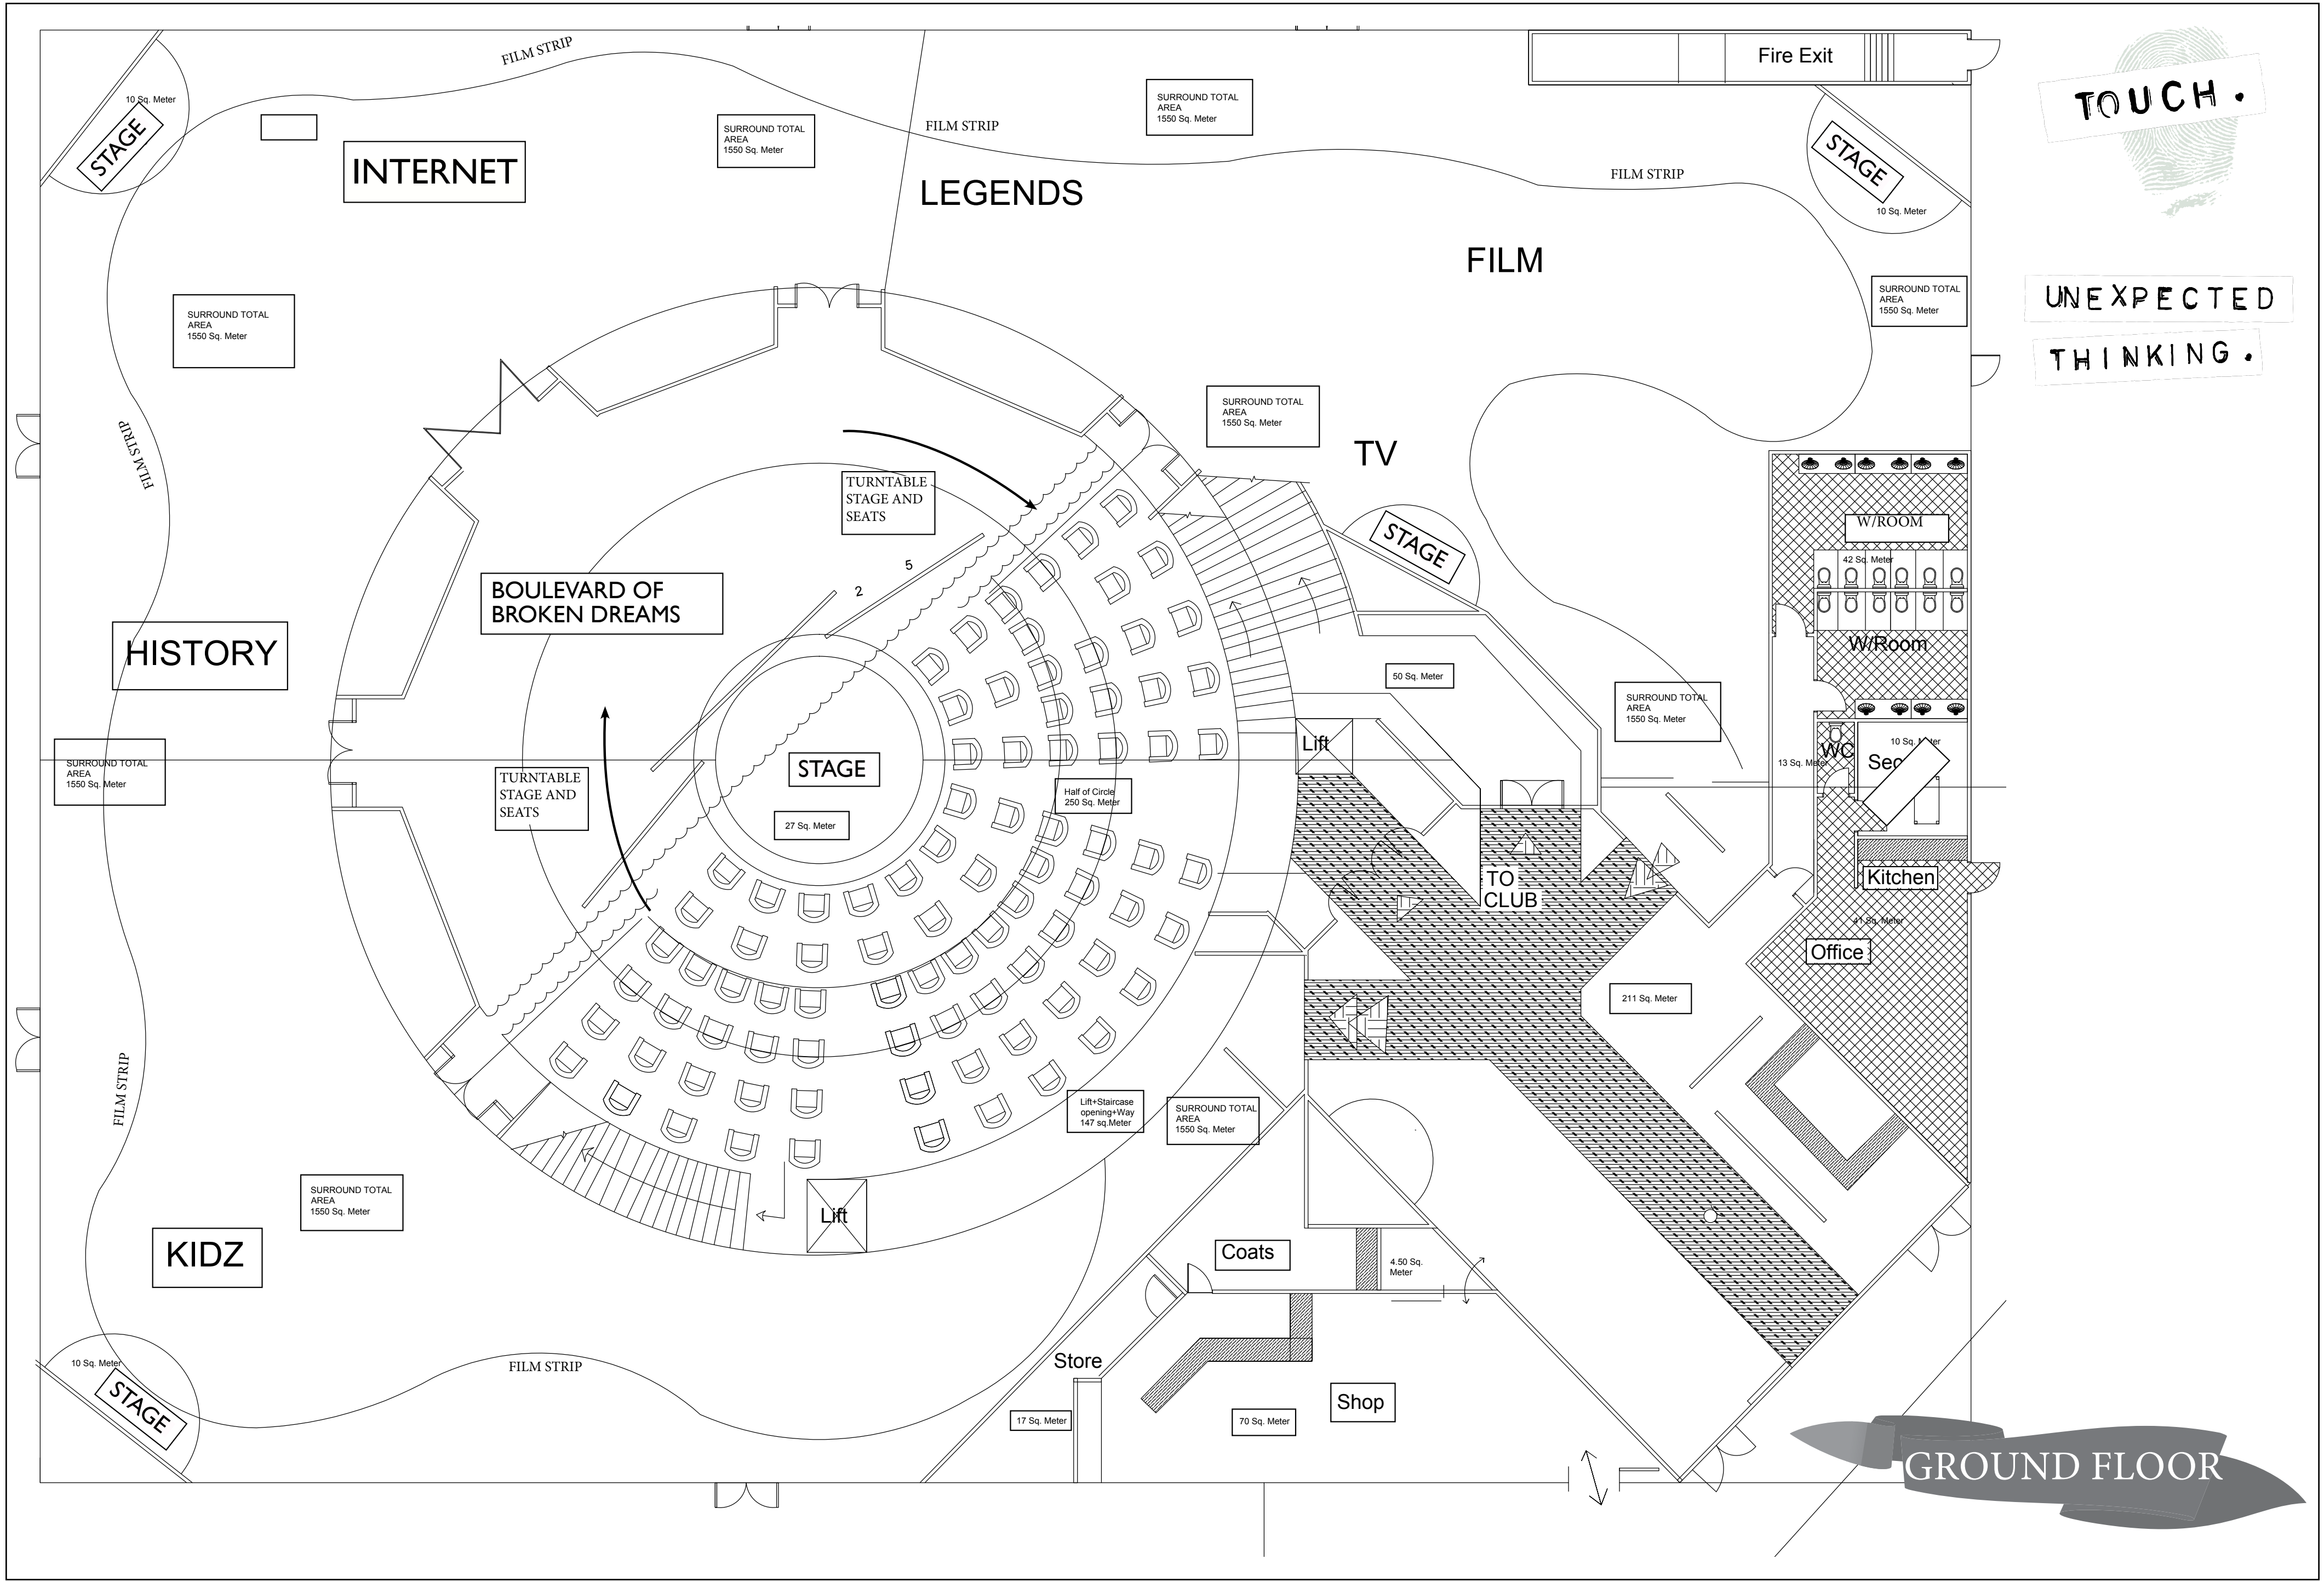 FILM STRIP
Fire Exit
TOUCH.
10 Sq. Meter
STAGE
INTERNET
SURROUND TOTAL
AREA
1550 Sq. Meter
FILM STRIP
SURROUND TOTAL
AREA
1550 Sq. Meter
LEGENDS
FILM STRIP
STAGE
10 Sq. Meter
FILM
UNEXPECTED
THINKING.
SURROUND TOTAL
AREA
1550 Sq. Meter
SURROUND TOTAL
AREA
1550 Sq. Meter
SURROUND TOTAL
AREA
1550 Sq. Meter
TV
FILM STRIP
TURNTABLE
STAGE AND
SEATS
STAGE
W/ROOM
42 Sq. Meter
2 5
BOULEVARD OF
BROKEN DREAMS
HISTORY
W/Room
50 Sq. Meter
SURROUND TOTAL
AREA
1550 Sq. Meter
Lift
10 Sq. Meter
WC
13 Sq. Meter
SURROUND TOTAL
AREA
1550 Sq. Meter
TURNTABLE
STAGE AND
SEATS
STAGE
27 Sq. Meter
Half of Circle
250 Sq. Meter
TO
CLUB
Kitchen
41 Sq. Meter
Office
211 Sq. Meter
FILM STRIP
Lift+Staircase
opening+Way
147 sq.Meter
SURROUND TOTAL
AREA
1550 Sq. Meter
SURROUND TOTAL
AREA
1550 Sq. Meter
Lift
KIDZ
Coats
4.50 Sq.
Meter
10 Sq. Meter
STAGE
FILM STRIP
Store
17 Sq. Meter
70 Sq. Meter
Shop
GROUND FLOOR